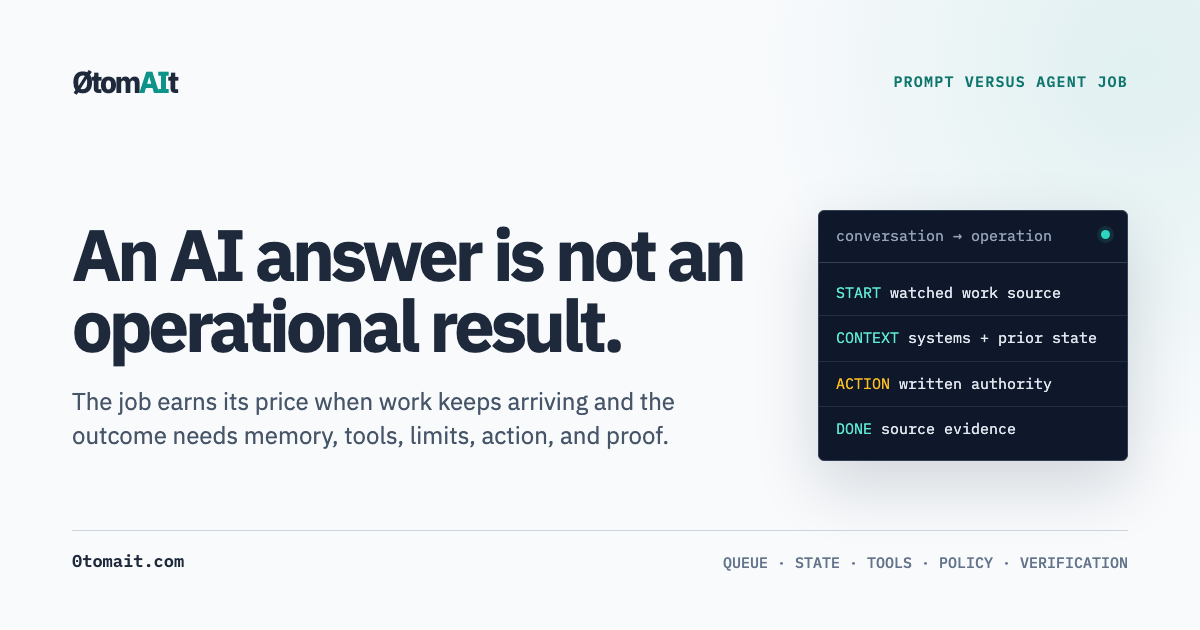 ØtomAIt
PROMPT VERSUS AGENT JOB
An AI answer is not an
operational result.
The job earns its price when work keeps arriving and the
outcome needs memory, tools, limits, action, and proof.
conversation → operation
START watched work source
CONTEXT systems + prior state
ACTION written authority
DONE source evidence
0tomait.com
QUEUE · STATE · TOOLS · POLICY · VERIFICATION